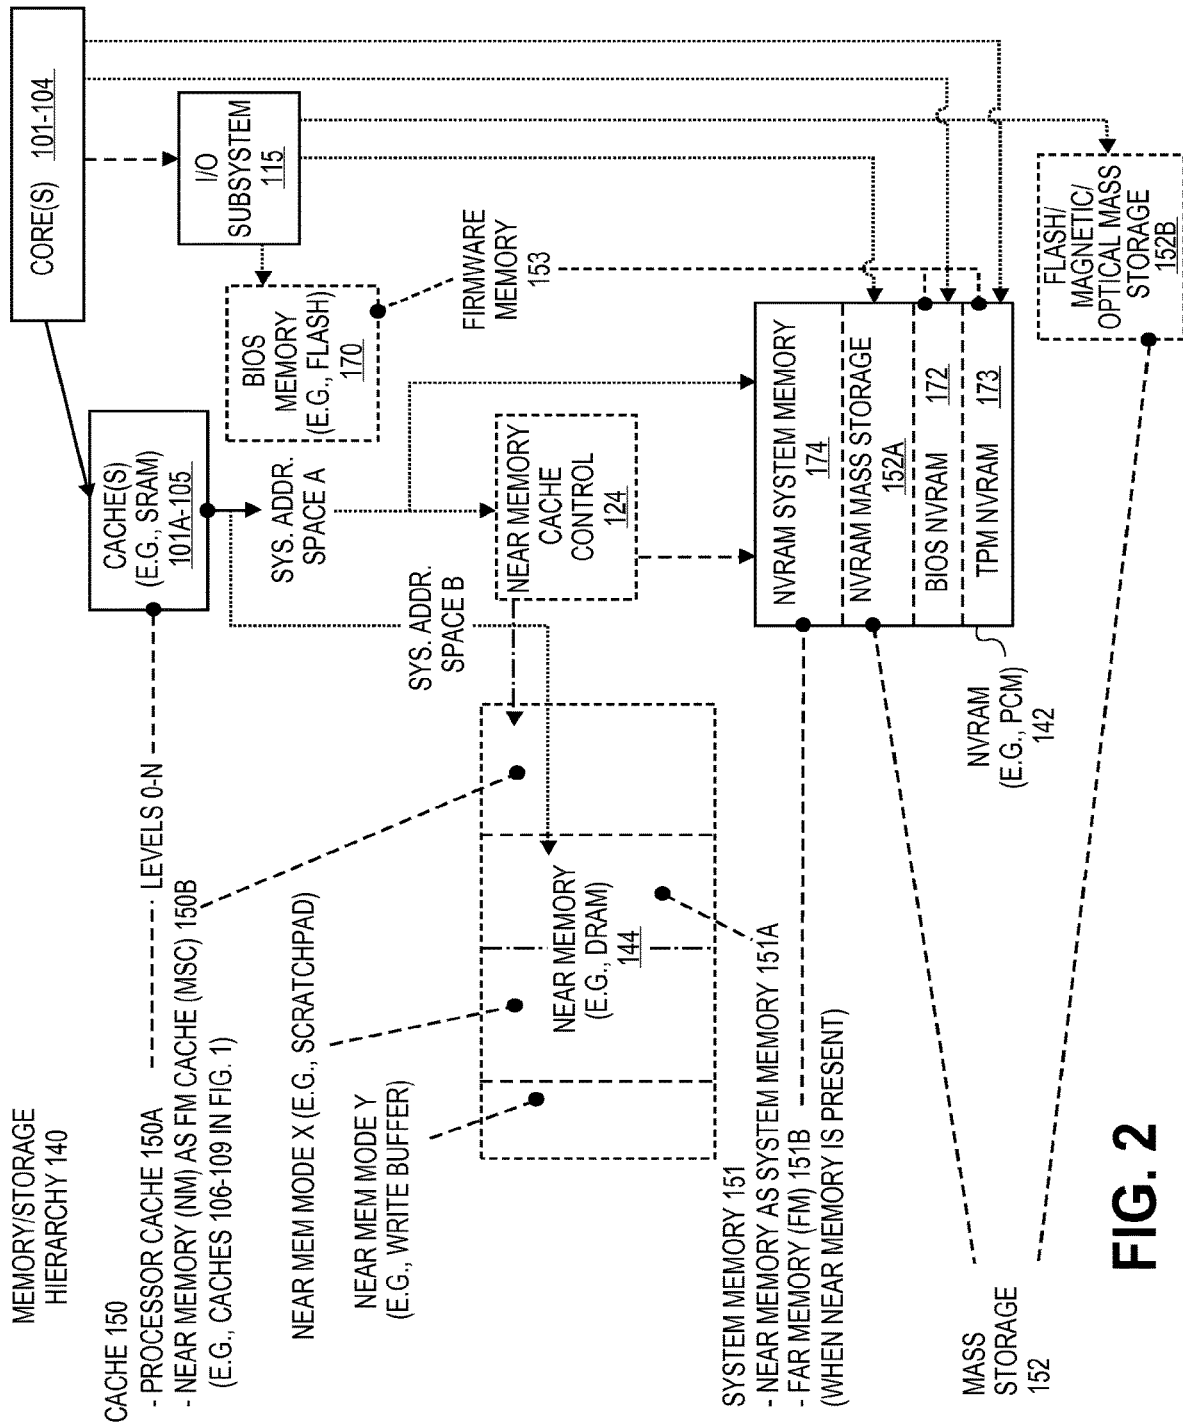 MEMORY/STORAGE
HIERARCHY 140
CORE(S) 101-104
CACHE 150
- PROCESSOR CACHE 150A
LEVELS 0-N
- NEAR MEMORY (NM) AS FM CACHE (MSC) 150B
(E.G., CACHES 106-109 IN FIG. 1)
CACHE(S)
(E.G., SRAM)
101A-105
I/O
SUBSYSTEM
115
BIOS
MEMORY
(E.G., FLASH)
170
SYS. ADDR.
SPACE A
NEAR MEM MODE X (E.G., SCRATCHPAD)
NEAR MEM MODE Y
(E.G., WRITE BUFFER)
SYS. ADDR.
SPACE B
FIRMWARE
MEMORY
153
NEAR MEMORY
CACHE
CONTROL
124
NEAR MEMORY
(E.G., DRAM)
144
SYSTEM MEMORY 151
- NEAR MEMORY AS SYSTEM MEMORY 151A
- FAR MEMORY (FM) 151B
(WHEN NEAR MEMORY IS PRESENT)
NVRAM SYSTEM MEMORY
174
NVRAM MASS STORAGE
152A
BIOS NVRAM 172
TPM NVRAM 173
NVRAM
(E.G., PCM)
142
MASS
STORAGE
152
FLASH/
MAGNETIC/
OPTICAL MASS
STORAGE
152B
FIG. 2